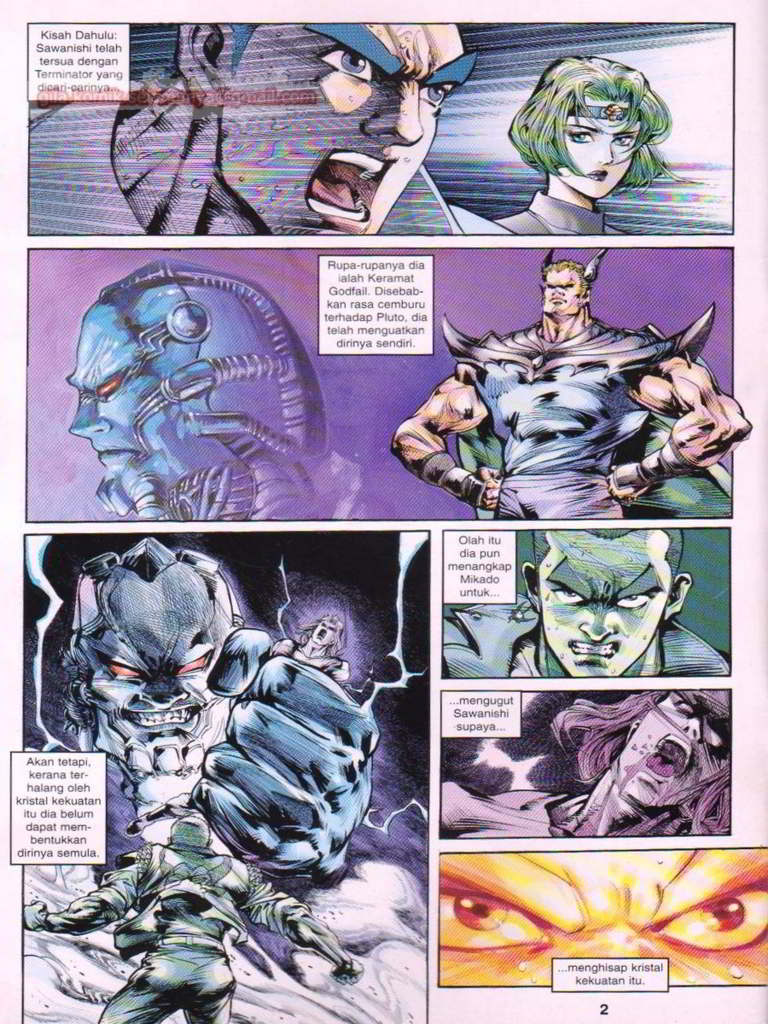 Kisah Dahulu:
Sawanishi telah
tersua dengan
Terminator yang
dicari-carinya...
Rupa-rupanya dia
ialah Keramat
Godfail. Disebab-
kan rasa cemburu
terhadap Pluto, dia
telah menguatkan
dirinya sendiri.
Olah itu
dia pun
menangkap
Mikado
untuk...
...mengugut
Sawanishi
supaya...
Akan tetapi,
kerana ter-
halang oleh
kristal kekuatan
itu dia belum
dapat mem-
bentukkan
dirinya semula.
...menghisap kristal
kekuatan itu.
2